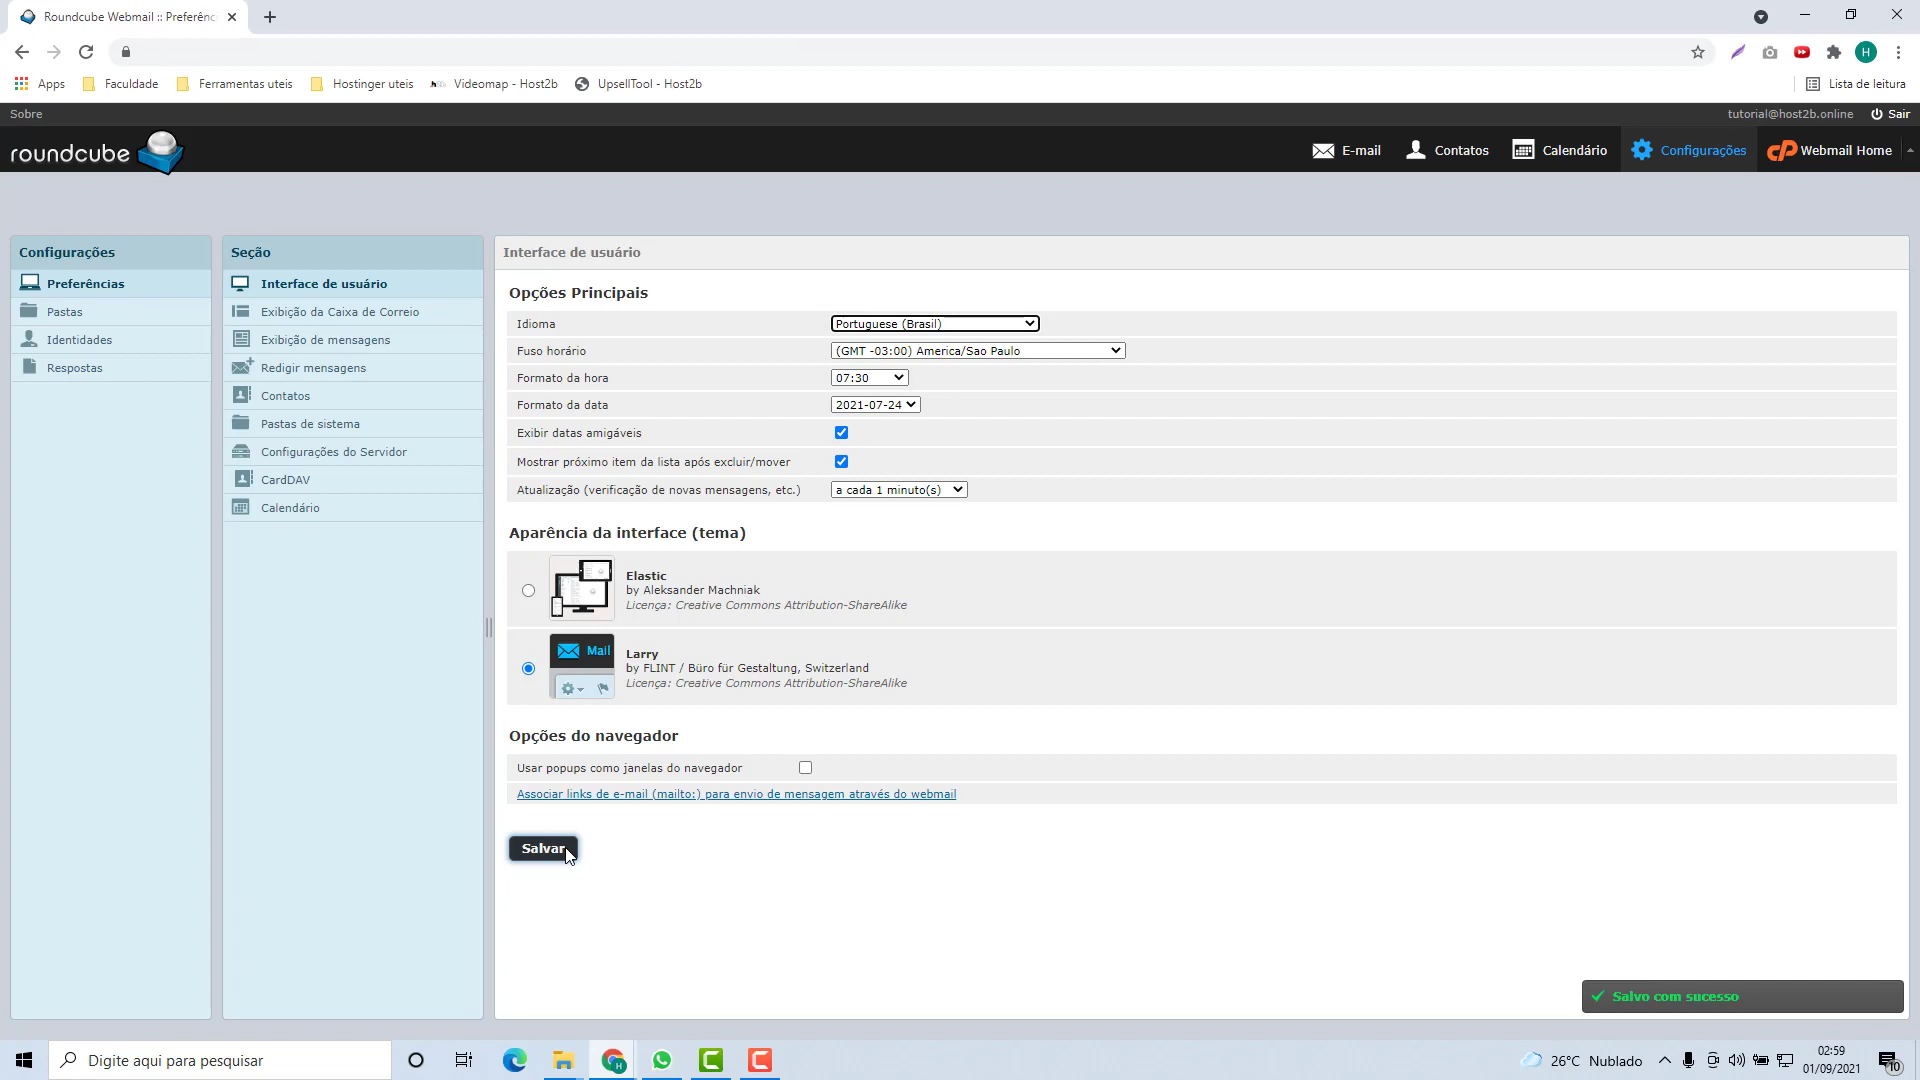 Roundcube Webmail :: Preferênc
Apps
Faculdade
Ferramentas uteis
Hostinger uteis
Videomap - Host2b
UpsellTool - Host2b
Lista de leitura
H
Sobre
tutorial@host2b.online
Sair
roundcube
E-mail
Contatos
Calendário
Configurações
cP Webmail Home
Configurações
Preferências
Pastas
Identidades
Respostas
Seção
Interface de usuário
Exibição da Caixa de Correio
Exibição de mensagens
Redigir mensagens
Contatos
Pastas de sistema
Configurações do Servidor
CardDAV
Calendário
Interface de usuário
Opções Principais
Idioma
Portuguese (Brasil)
Fuso horário
(GMT -03:00) America/Sao Paulo
Formato da hora
07:30
Formato da data
2021-07-24
Exibir datas amigáveis
Mostrar próximo item da lista após excluir/mover
Atualização (verificação de novas mensagens, etc.)
a cada 1 minuto(s)
Aparência da interface (tema)
Elastic
by Aleksander Machniak
Licença: Creative Commons Attribution-ShareAlike
Mail
Larry
by FLINT / Büro für Gestaltung, Switzerland
Licença: Creative Commons Attribution-ShareAlike
Opções do navegador
Usar popups como janelas do navegador
Associar links de e-mail (mailto:) para envio de mensagem através do webmail
Salvar
Salvo com sucesso
Digite aqui para pesquisar
26°C Nublado
02:59
01/09/2021
10